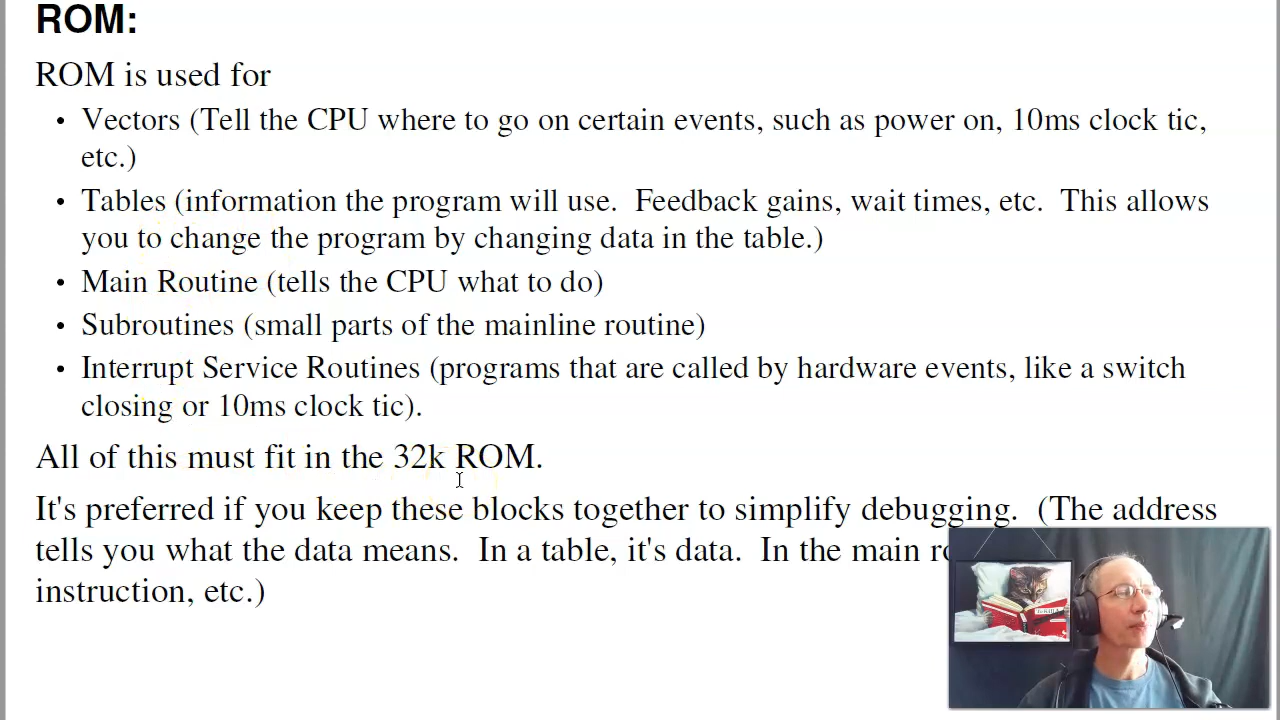 ROM:
ROM is used for
• Vectors (Tell the CPU where to go on certain events, such as power on, 10ms clock tic,
etc.)
• Tables (information the program will use. Feedback gains, wait times, etc. This allows
you to change the program by changing data in the table.)
• Main Routine (tells the CPU what to do)
• Subroutines (small parts of the mainline routine)
• Interrupt Service Routines (programs that are called by hardware events, like a switch
closing or 10ms clock tic).
All of this must fit in the 32k ROM.
It's preferred if you keep these blocks together to simplify debugging. (The address
tells you what the data means. In a table, it's data. In the main
instruction, etc.)